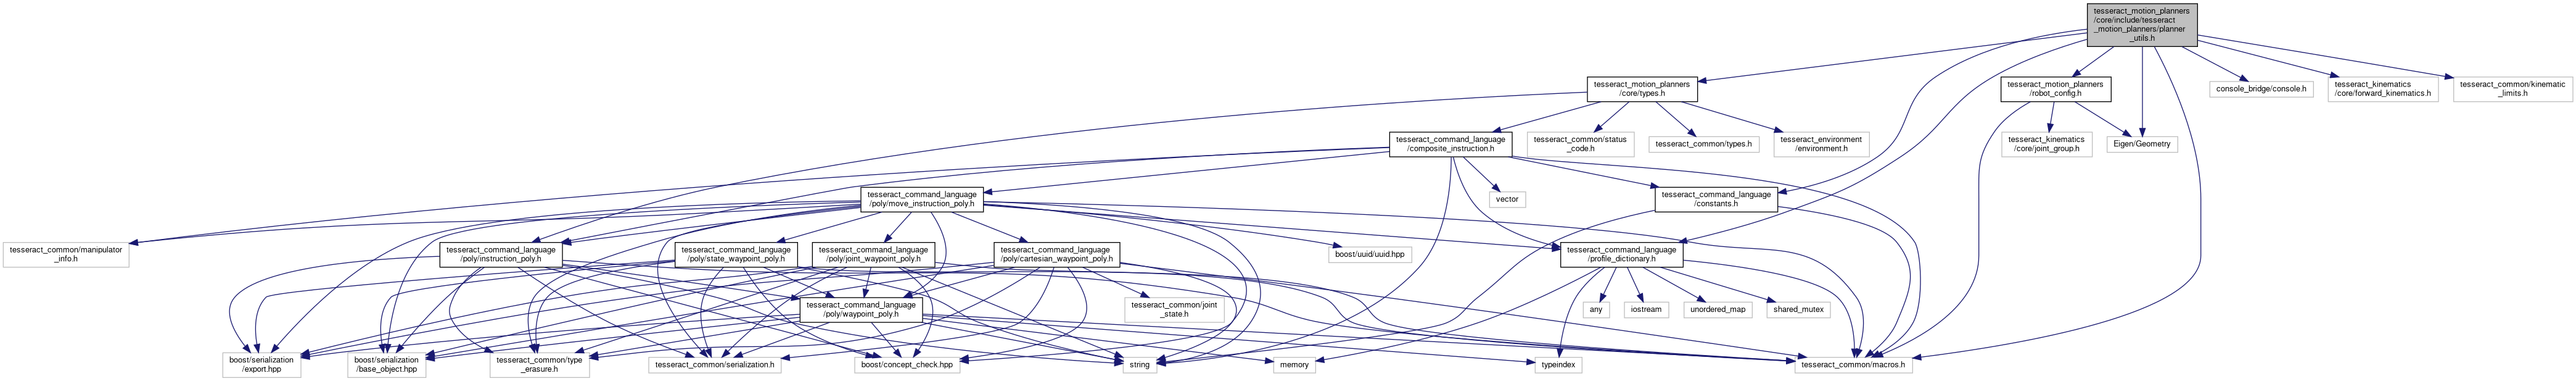 tesseract_motion_planners
/core/include/tesseract
_motion_planners/planner
_utils.h
tesseract_motion_planners
/core/types.h
tesseract_motion_planners
/robot_config.h
console_bridge/console.h
tesseract_kinematics
/core/forward_kinematics.h
tesseract_common/kinematic
_limits.h
tesseract_command_language
/composite_instruction.h
tesseract_common/status
_code.h
tesseract_common/types.h
tesseract_environment
/environment.h
tesseract_kinematics
/core/joint_group.h
Eigen/Geometry
tesseract_command_language
/poly/move_instruction_poly.h
vector
tesseract_command_language
/constants.h
tesseract_common/manipulator
_info.h
tesseract_command_language
/poly/instruction_poly.h
tesseract_command_language
/poly/state_waypoint_poly.h
tesseract_command_language
/poly/joint_waypoint_poly.h
tesseract_command_language
/poly/cartesian_waypoint_poly.h
boost/uuid/uuid.hpp
tesseract_command_language
/profile_dictionary.h
tesseract_command_language
/poly/waypoint_poly.h
tesseract_common/joint
_state.h
any
iostream
unordered_map
shared_mutex
boost/serialization
/export.hpp
boost/serialization
/base_object.hpp
tesseract_common/type
_erasure.h
tesseract_common/serialization.h
boost/concept_check.hpp
string
memory
typeindex
tesseract_common/macros.h